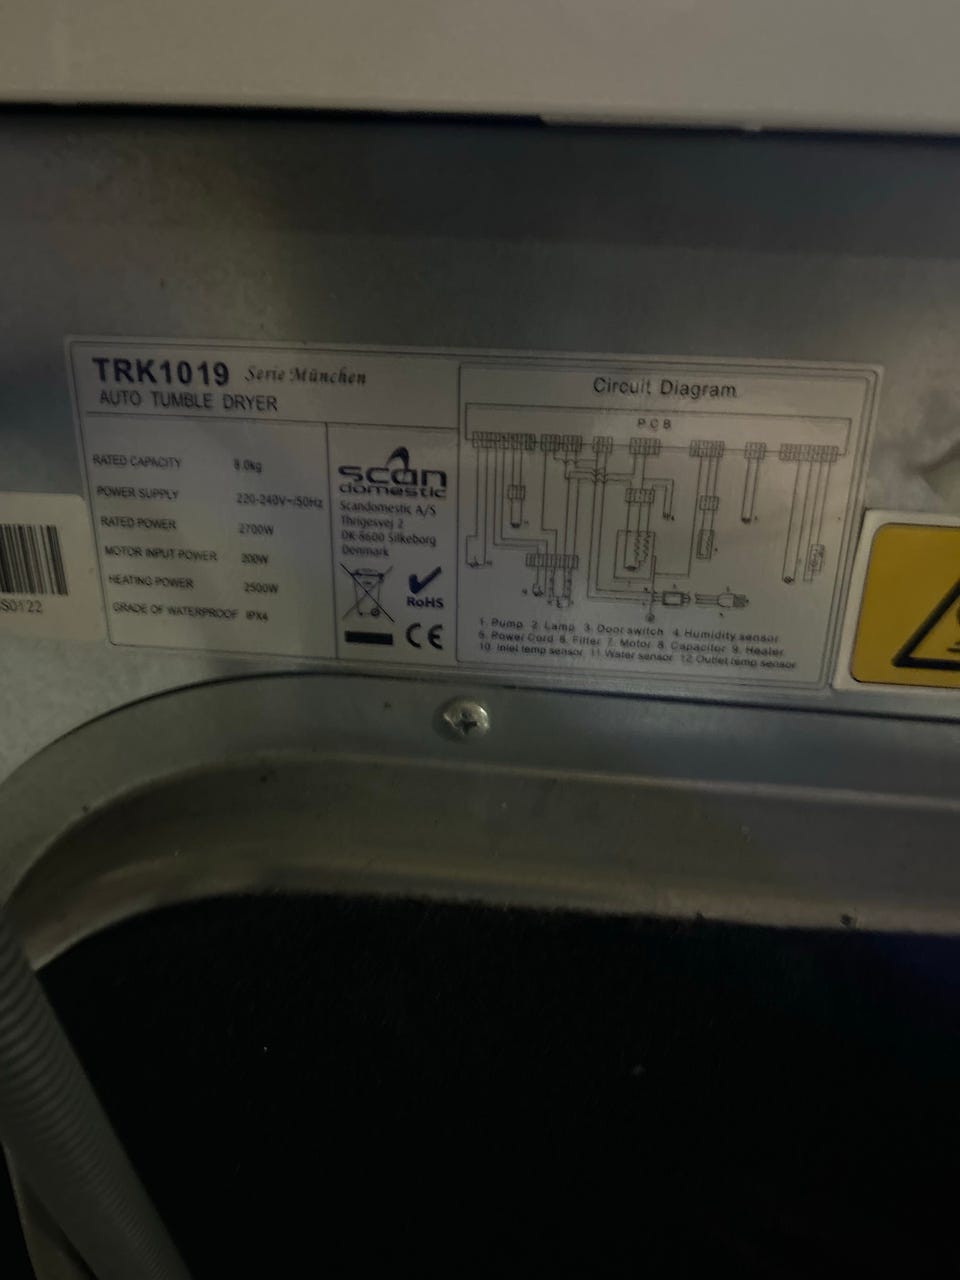 TRK1019 Serie München
AUTO TUMBLE DRYER
RATED CAPACITY 8.0kg
POWER SUPPLY 220-240V~/50Hz
RATED POWER 2700W
MOTOR INPUT POWER 200W
HEATING POWER 2500W
GRADE OF WATERPROOF IPX4
scan
domestic
Scandomestic A/S
Thrigesvej 2
DK-8600 Silkeborg
Denmark
RoHS
CE
Circuit Diagram
PCB
1. Pump 2. Lamp 3. Door switch 4. Humidity sensor
5. Power Cord 6. Filter 7. Motor 8. Capacitor 9. Heater
10. Inlet temp sensor 11. Water sensor 12. Outlet temp sensor
S0122